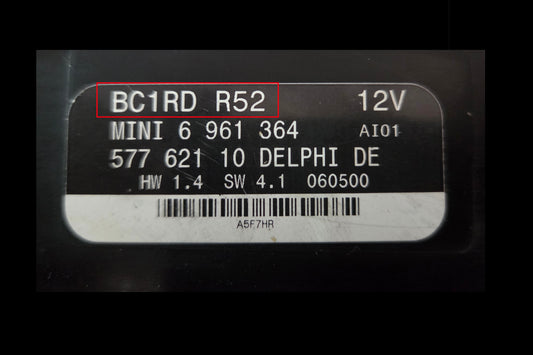 BC1RD R52 12V
MINI 6 961 364 AI01
577 621 10 DELPHI DE
HW 1.4 SW 4.1 060500
A5F7HR